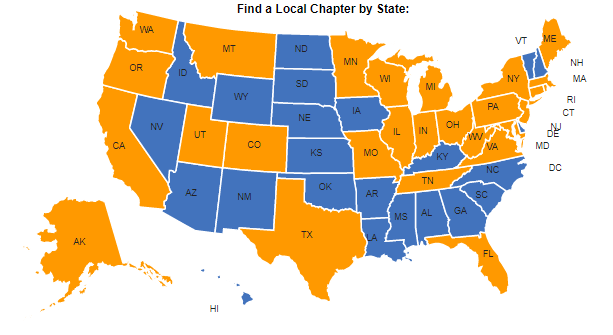 Find a Local Chapter by State:
WA
MT
ND
MN
VT
ME
OR
ID
SD
WI
MI
NY
NH
MA
WY
RI
NV
NE
IA
PA
CT
NJ
DE
CA
UT
CO
KS
MO
IL
IN
OH
WV
VA
MD
KY
DC
AZ
NM
OK
AR
TN
NC
MS
AL
GA
SC
AK
TX
LA
FL
HI